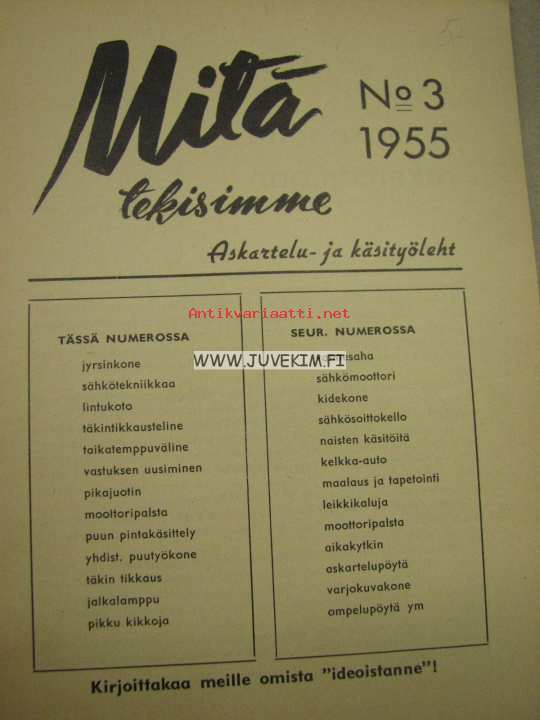 Mitä
tekisimme
No 3
1955
Askartelu- ja käsityöleht
Antikvariaatti.net
TÄSSÄ NUMEROSSA
jyrsinkone
sähkötekniikkaa
lintukoto
täkintikkausteline
taikatemppuväline
vastuksen uusiminen
pikajuotin
moottoripalsta
puun pintakäsittely
yhdist. puutyökone
täkin tikkaus
jalkalamppu
pikku kikkoja
SEUR. NUMEROSSA
WWW.JUVEKIM.FI
sähkömoottori
kidekone
sähkösoittokello
naisten käsitöitä
kelkka-auto
maalaus ja tapetointi
leikkikaluja
moottoripalsta
aikakytkin
askartelupöytä
varjokuvakone
ompelupöytä ym
Kirjoittakaa meille omista "ideoistanne"!